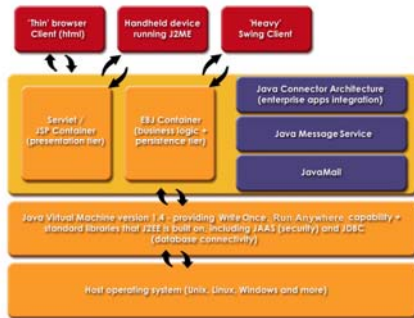 'Thin' browser
Client (html)
Handheld device
running J2ME
'Heavy'
Swing Client
Servlet /
JSP Container
(presentation tier)
EBJ Container
(business logic +
persistence tier)
Java Connector Architecture
(enterprise apps integration)
Java Message Service
JavaMail
Java Virtual Machine version 1.4 - providing Write Once, Run Anywhere capability +
standard libraries that J2EE is built on, including JAAS (security) and JDBC
(database connectivity)
Host operating system (Unix, Linux, Windows and more)